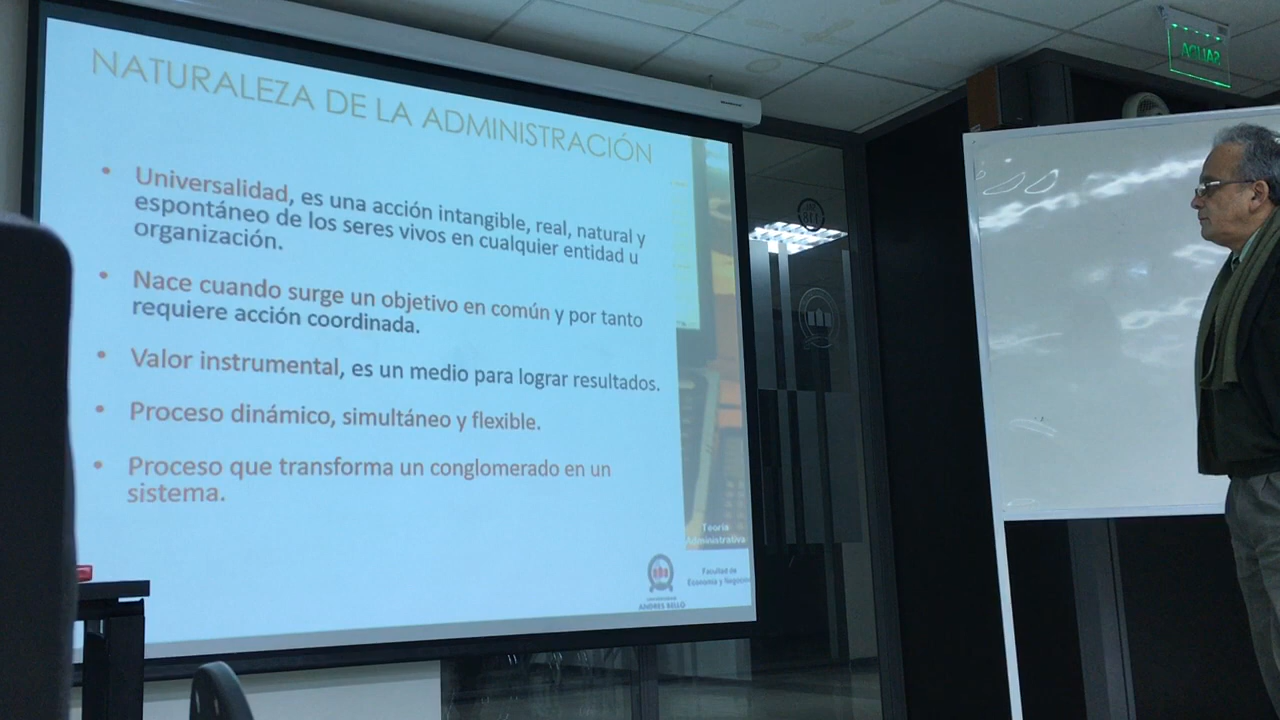 NATURALEZA DE LA ADMINISTRACIÓN
• Universalidad, es una acción intangible, real, natural y
espontáneo de los seres vivos en cualquier entidad u
organización.
• Nace cuando surge un objetivo en común y por tanto
requiere acción coordinada.
• Valor instrumental, es un medio para lograr resultados.
• Proceso dinámico, simultáneo y flexible.
• Proceso que transforma un conglomerado en un
sistema.
Teoría
Administrativa
Facultad de
Economía y Negocios
UNIVERSIDAD
ANDRES BELLO
SALIDA